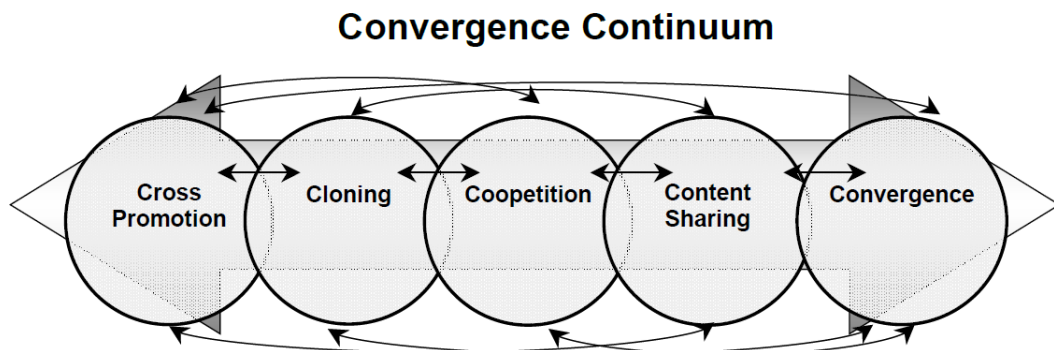 Convergence Continuum
Cross
Promotion
Cloning
Coopetition
Content
Sharing
Convergence